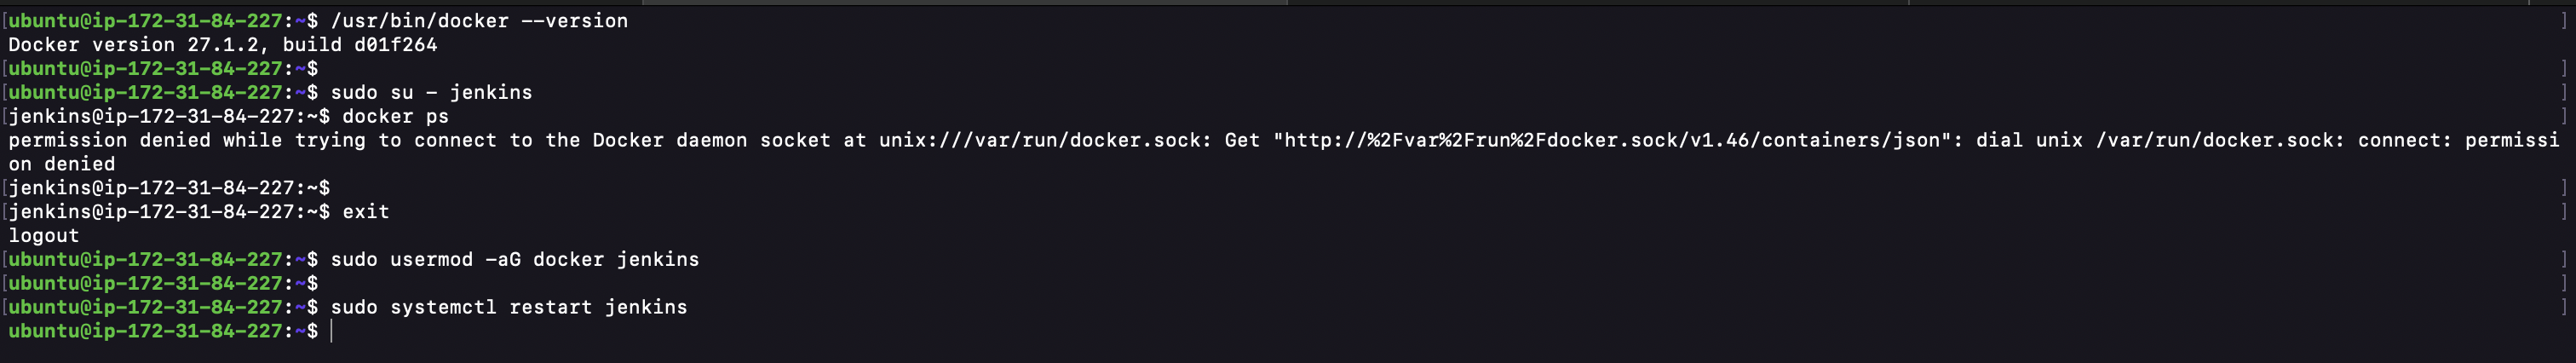 [ubuntu@ip-172-31-84-227:~$ /usr/bin/docker --version ]
Docker version 27.1.2, build d01f264
[ubuntu@ip-172-31-84-227:~$ ]
[ubuntu@ip-172-31-84-227:~$ sudo su - jenkins ]
[jenkins@ip-172-31-84-227:~$ docker ps ]
permission denied while trying to connect to the Docker daemon socket at unix:///var/run/docker.sock: Get "http://%2Fvar%2Frun%2Fdocker.sock/v1.46/containers/json": dial unix /var/run/docker.sock: connect: permissi
on denied
[jenkins@ip-172-31-84-227:~$ ]
[jenkins@ip-172-31-84-227:~$ exit ]
logout
[ubuntu@ip-172-31-84-227:~$ sudo usermod -aG docker jenkins ]
[ubuntu@ip-172-31-84-227:~$ ]
[ubuntu@ip-172-31-84-227:~$ sudo systemctl restart jenkins ]
ubuntu@ip-172-31-84-227:~$